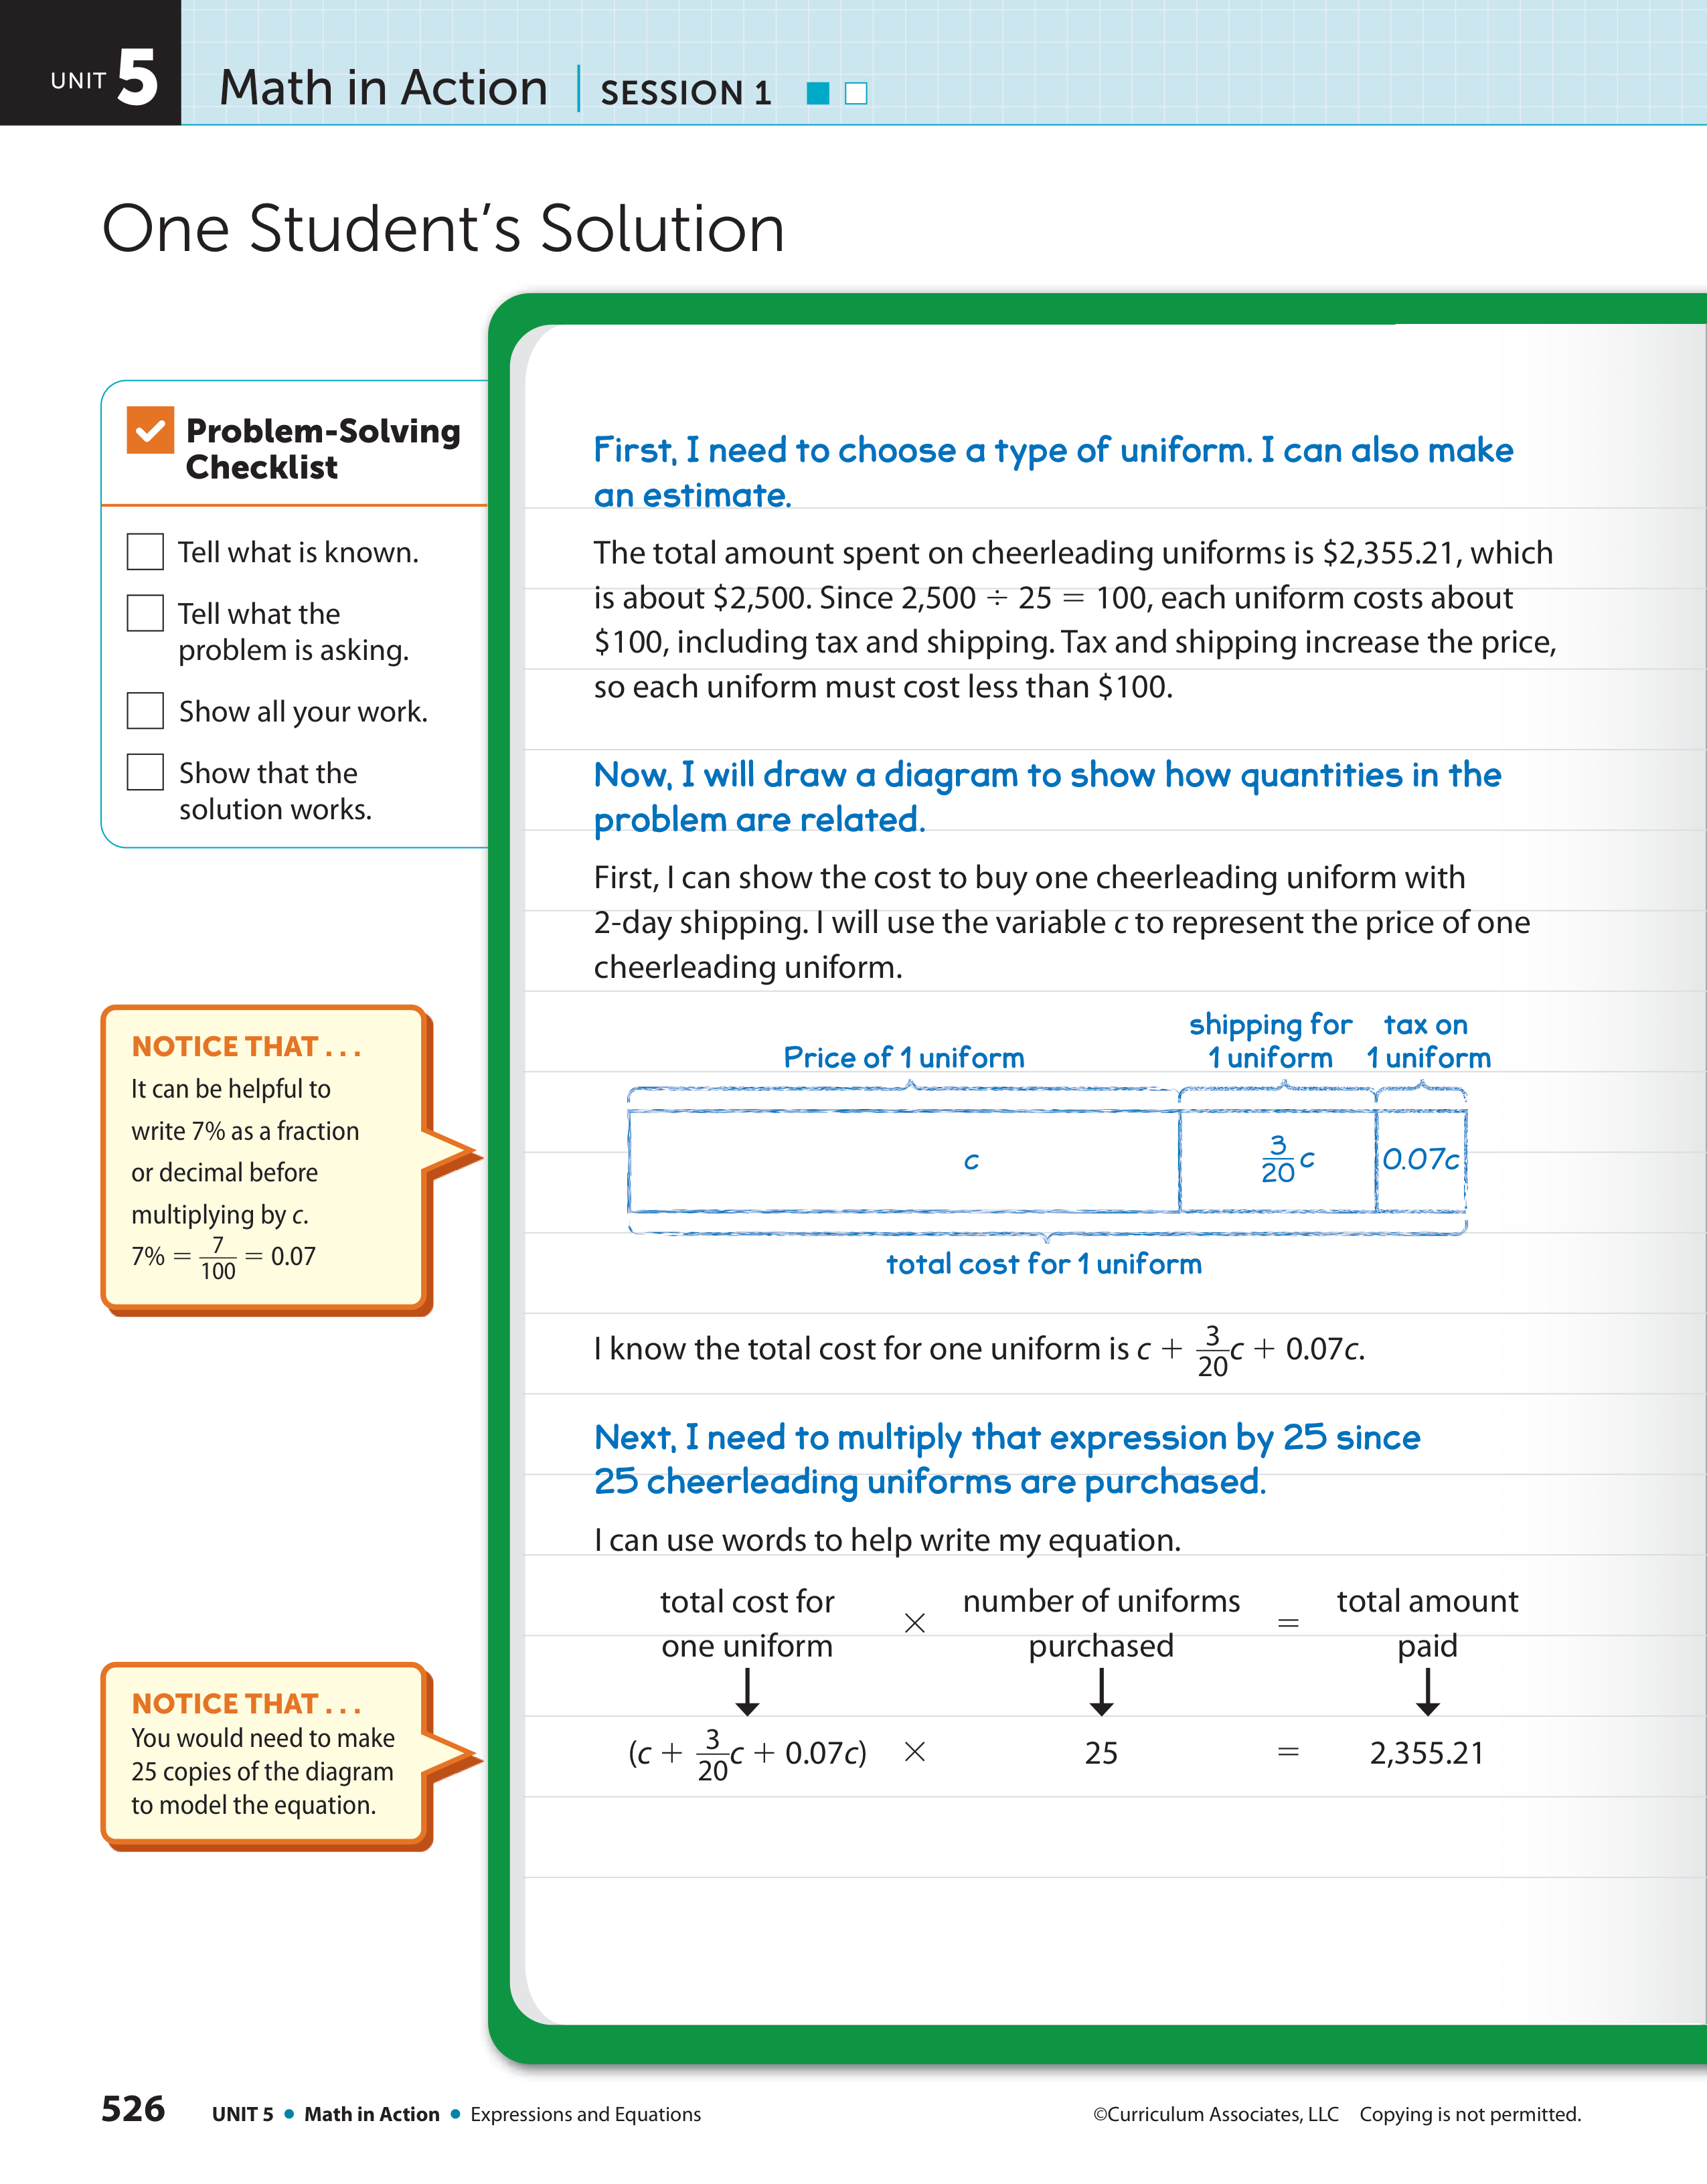 UNIT 5 Math in Action | SESSION 1
One Student's Solution
Problem-Solving
Checklist
Tell what is known.
Tell what the
problem is asking.
Show all your work.
Show that the
solution works.
First, I need to choose a type of uniform. I can also make
an estimate.
The total amount spent on cheerleading uniforms is $2,355.21, which
is about $2,500. Since 2,500 ÷ 25 = 100, each uniform costs about
$100, including tax and shipping. Tax and shipping increase the price,
so each uniform must cost less than $100.
Now, I will draw a diagram to show how quantities in the
problem are related.
First, I can show the cost to buy one cheerleading uniform with
2-day shipping. I will use the variable c to represent the price of one
cheerleading uniform.
NOTICE THAT . . .
It can be helpful to
write 7% as a fraction
or decimal before
multiplying by c.
7% = 7/100 = 0.07
Price of 1 uniform
shipping for
1 uniform
tax on
1 uniform
c
3/20 c
0.07c
total cost for 1 uniform
I know the total cost for one uniform is c + 3/20 c + 0.07c.
Next, I need to multiply that expression by 25 since
25 cheerleading uniforms are purchased.
I can use words to help write my equation.
total cost for
one uniform
×
number of uniforms
purchased
=
total amount
paid
(c + 3/20 c + 0.07c) × 25 = 2,355.21
NOTICE THAT . . .
You would need to make
25 copies of the diagram
to model the equation.
526 UNIT 5 • Math in Action • Expressions and Equations
©Curriculum Associates, LLC Copying is not permitted.